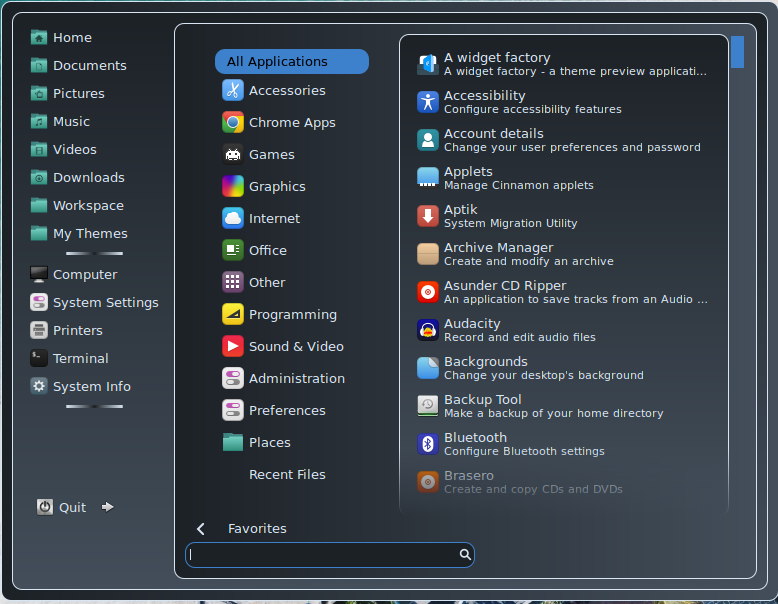 Home
Documents
Pictures
Music
Videos
Downloads
Workspace
My Themes
Computer
System Settings
Printers
Terminal
System Info
Quit
All Applications
Accessories
Chrome Apps
Games
Graphics
Internet
Office
Other
Programming
Sound & Video
Administration
Preferences
Places
Recent Files
Favorites
A widget factory
A widget factory - a theme preview applicati...
Accessibility
Configure accessibility features
Account details
Change your user preferences and password
Applets
Manage Cinnamon applets
Aptik
System Migration Utility
Archive Manager
Create and modify an archive
Asunder CD Ripper
An application to save tracks from an Audio ...
Audacity
Record and edit audio files
Backgrounds
Change your desktop's background
Backup Tool
Make a backup of your home directory
Bluetooth
Configure Bluetooth settings
Brasero
Create and copy CDs and DVDs